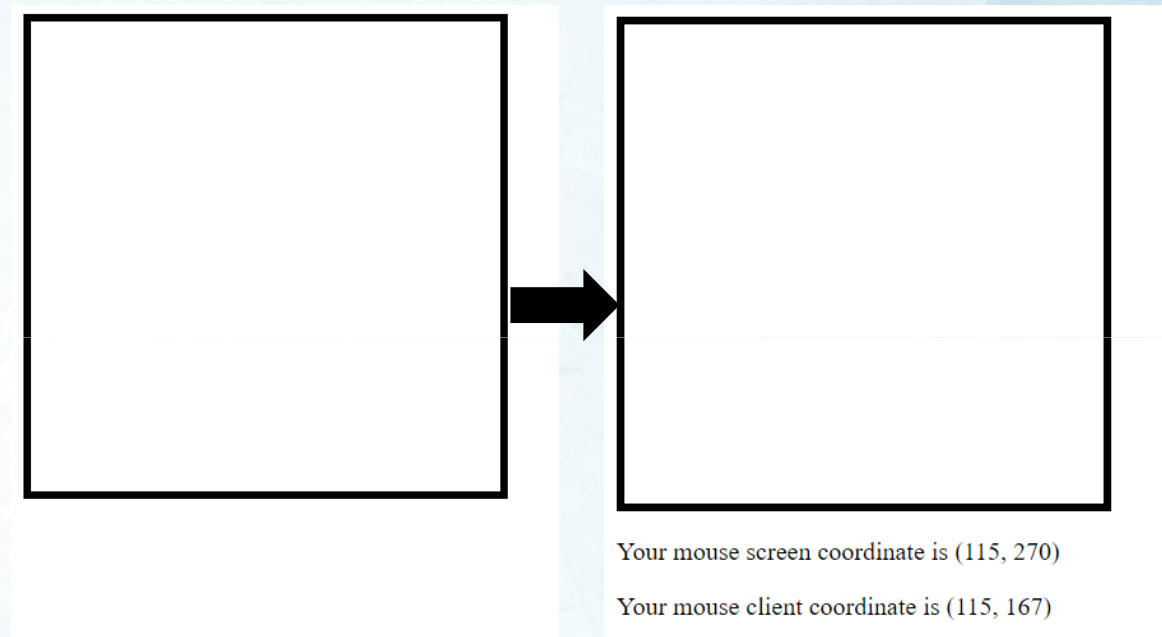 Your mouse screen coordinate is (115, 270)
Your mouse client coordinate is (115, 167)